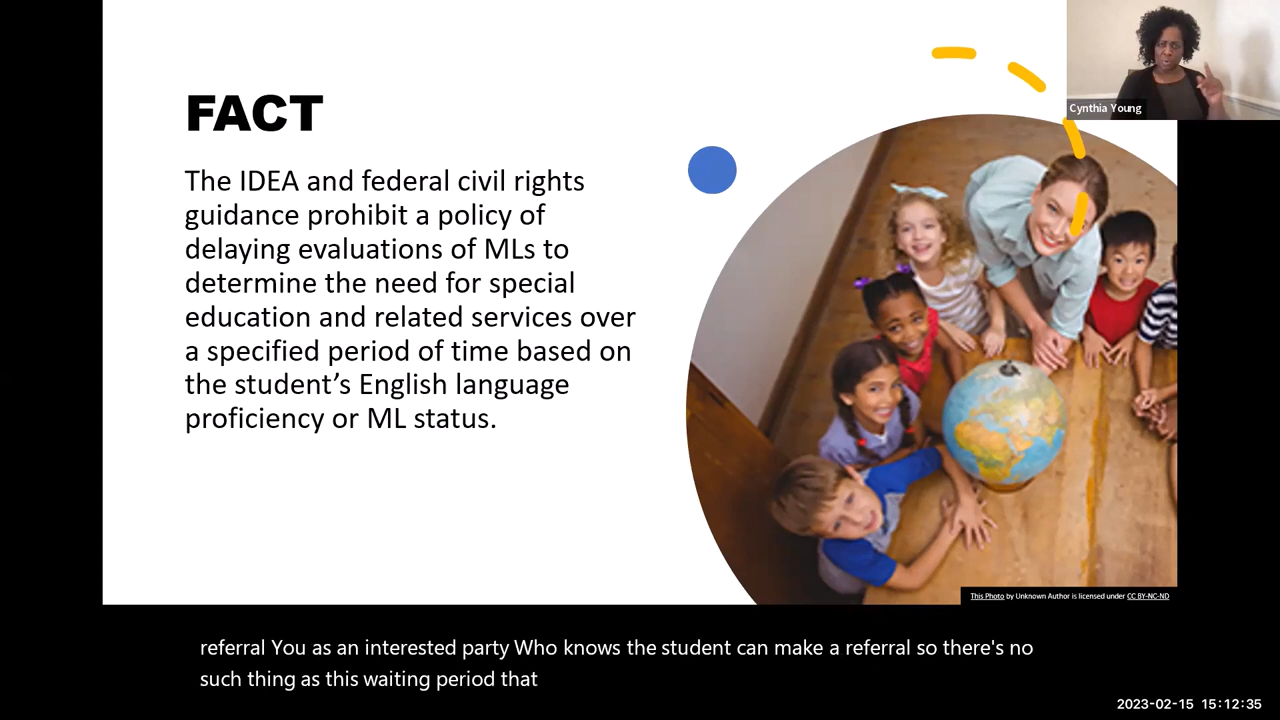 Cynthia Young
FACT
The IDEA and federal civil rights
guidance prohibit a policy of
delaying evaluations of MLs to
determine the need for special
education and related services over
a specified period of time based on
the student’s English language
proficiency or ML status.
This Photo by Unknown Author is licensed under CC BY-NC-ND
referral You as an interested party Who knows the student can make a referral so there's no
such thing as this waiting period that
2023-02-15 15:12:35